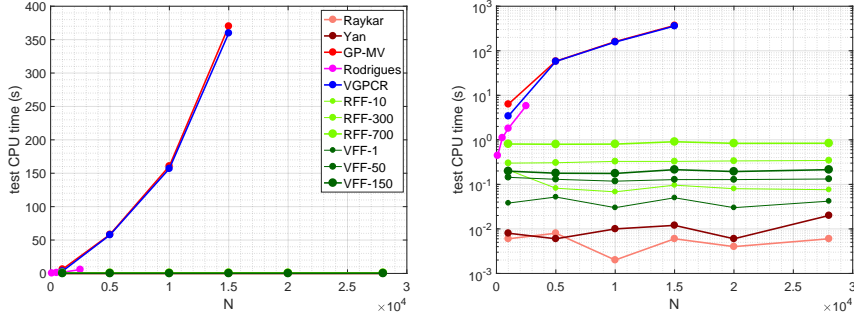 400
350
300
250
200
150
100
50
0
test CPU time (s)
0
0.5
1
1.5
2
2.5
3
×10^4
N
Raykar
Yan
GP-MV
Rodrigues
VGPCR
RFF-10
RFF-300
RFF-700
VFF-1
VFF-50
VFF-150
10^3
10^2
10^1
10^0
10^-1
10^-2
10^-3
test CPU time (s)
0
0.5
1
1.5
2
2.5
3
×10^4
N